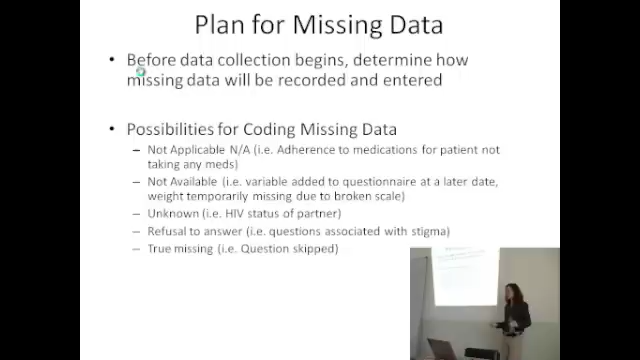 Plan for Missing Data
• Before data collection begins, determine how
missing data will be recorded and entered
• Possibilities for Coding Missing Data
– Not Applicable N/A (i.e. Adherence to medications for patient not
taking any meds)
– Not Available (i.e. variable added to questionnaire at a later date,
weight temporarily missing due to broken scale)
– Unknown (i.e. HIV status of partner)
– Refusal to answer (i.e. questions associated with stigma)
– True missing (i.e. Question skipped)